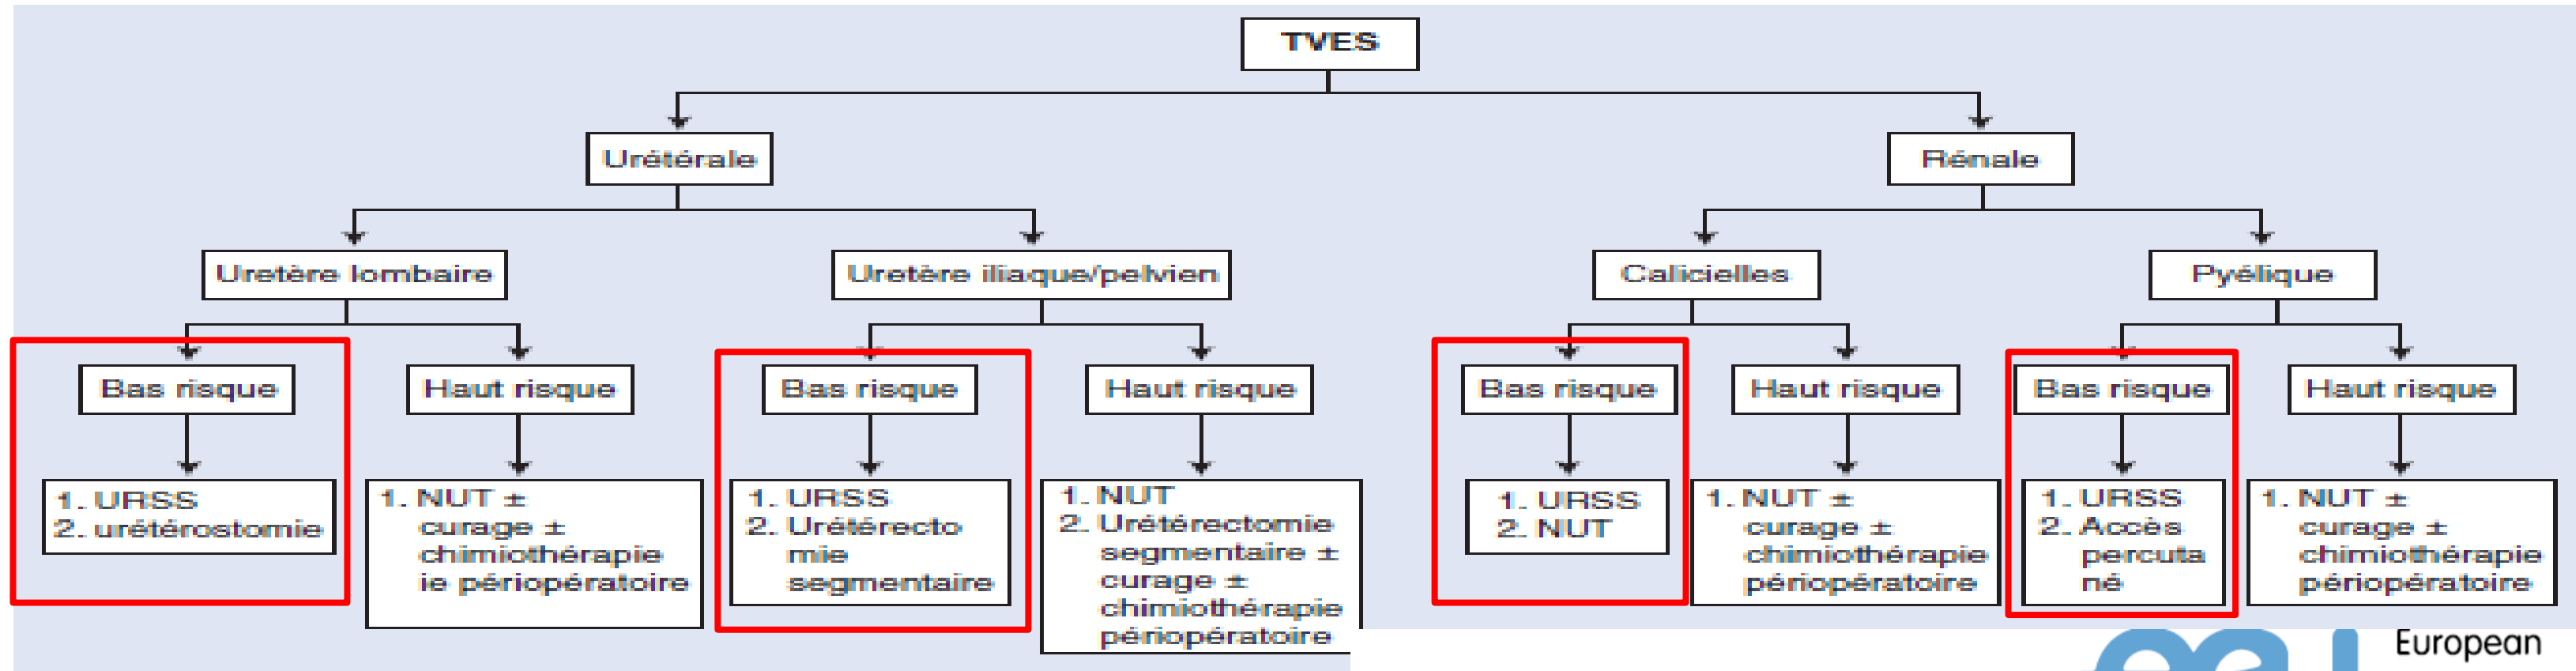 TVES
Urétérale
Rénale
Uretère lombaire
Uretère iliaque/pelvien
Calicielles
Pyélique
Bas risque
Haut risque
Bas risque
Haut risque
Bas risque
Haut risque
Bas risque
Haut risque
1. URSS
2. urétérostomie
1. NUT ±
curage ±
chimiothérapie
ie périopératoire
1. URSS
2. Urétérecto
mie
segmentaire
1. NUT
2. Urétérectomie
segmentaire ±
curage ±
chimiothérapie
périopératoire
1. URSS
2. NUT
1. NUT ±
curage ±
chimiothérapie
périopératoire
1. URSS
2. Accès
percuta
né
1. NUT ±
curage ±
chimiothérapie
périopératoire
European